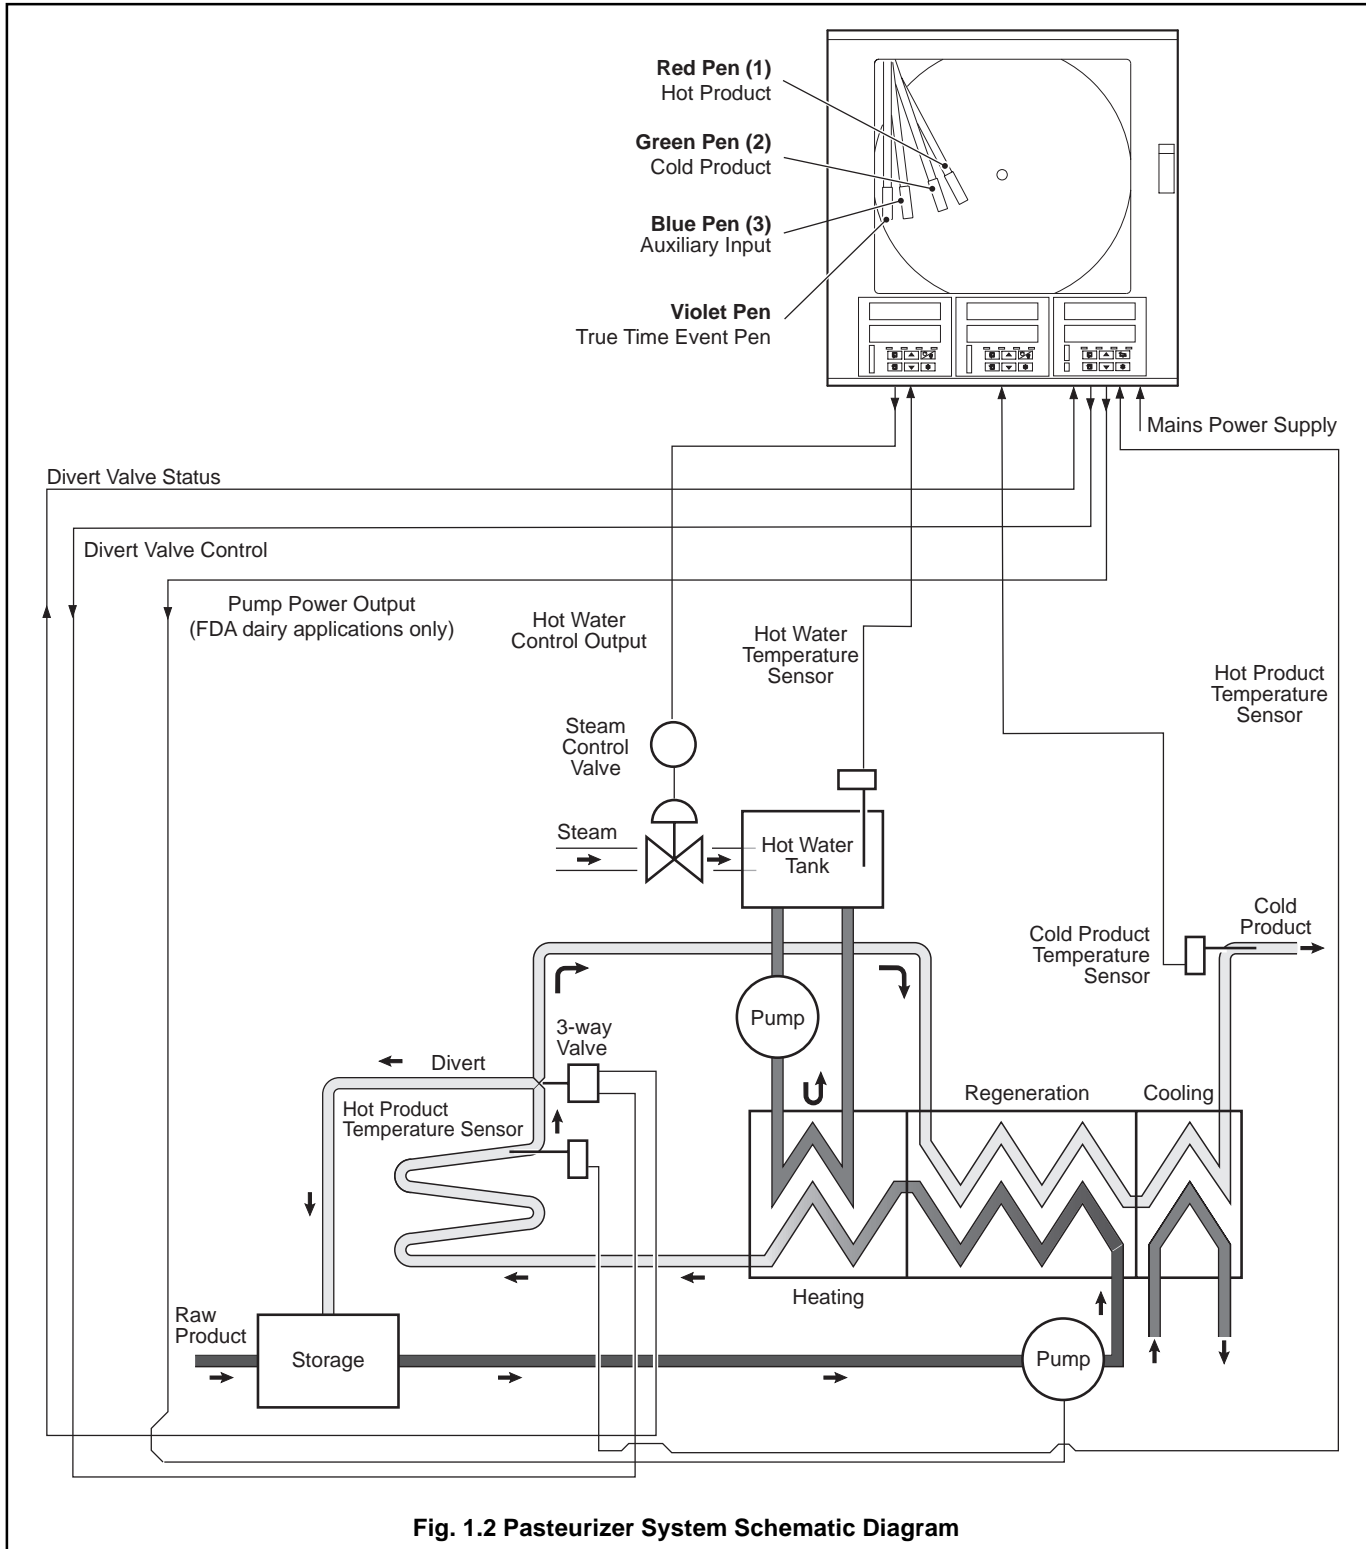 Red Pen (1)
Hot Product
Green Pen (2)
Cold Product
Blue Pen (3)
Auxiliary Input
Violet Pen
True Time Event Pen
Mains Power Supply
Divert Valve Status
Divert Valve Control
Pump Power Output
(FDA dairy applications only)
Hot Water
Control Output
Hot Water
Temperature
Sensor
Hot Product
Temperature
Sensor
Steam
Control
Valve
Steam
Hot Water
Tank
Cold Product
Temperature
Sensor
Cold
Product
Pump
3-way
Valve
Divert
Hot Product
Temperature Sensor
Regeneration
Cooling
Heating
Raw
Product
Storage
Pump
Fig. 1.2 Pasteurizer System Schematic Diagram